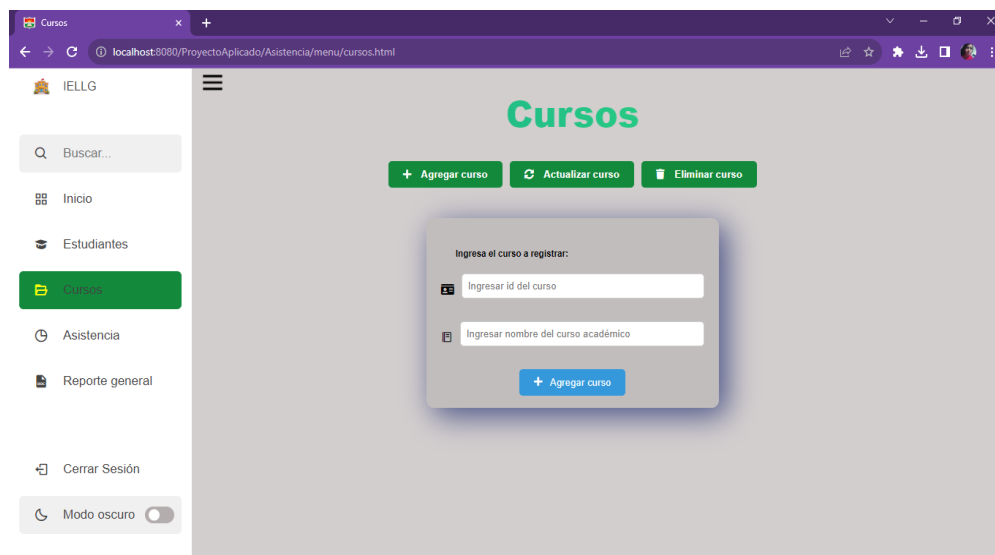 Cursos
localhost:8080/ProyectoAplicado/Asistencia/menu/cursos.html
IELLG
Buscar...
Inicio
Estudiantes
Cursos
Asistencia
Reporte general
Cerrar Sesión
Modo oscuro
Cursos
Agregar curso
Actualizar curso
Eliminar curso
Ingresa el curso a registrar:
Ingresar id del curso
Ingresar nombre del curso académico
Agregar curso